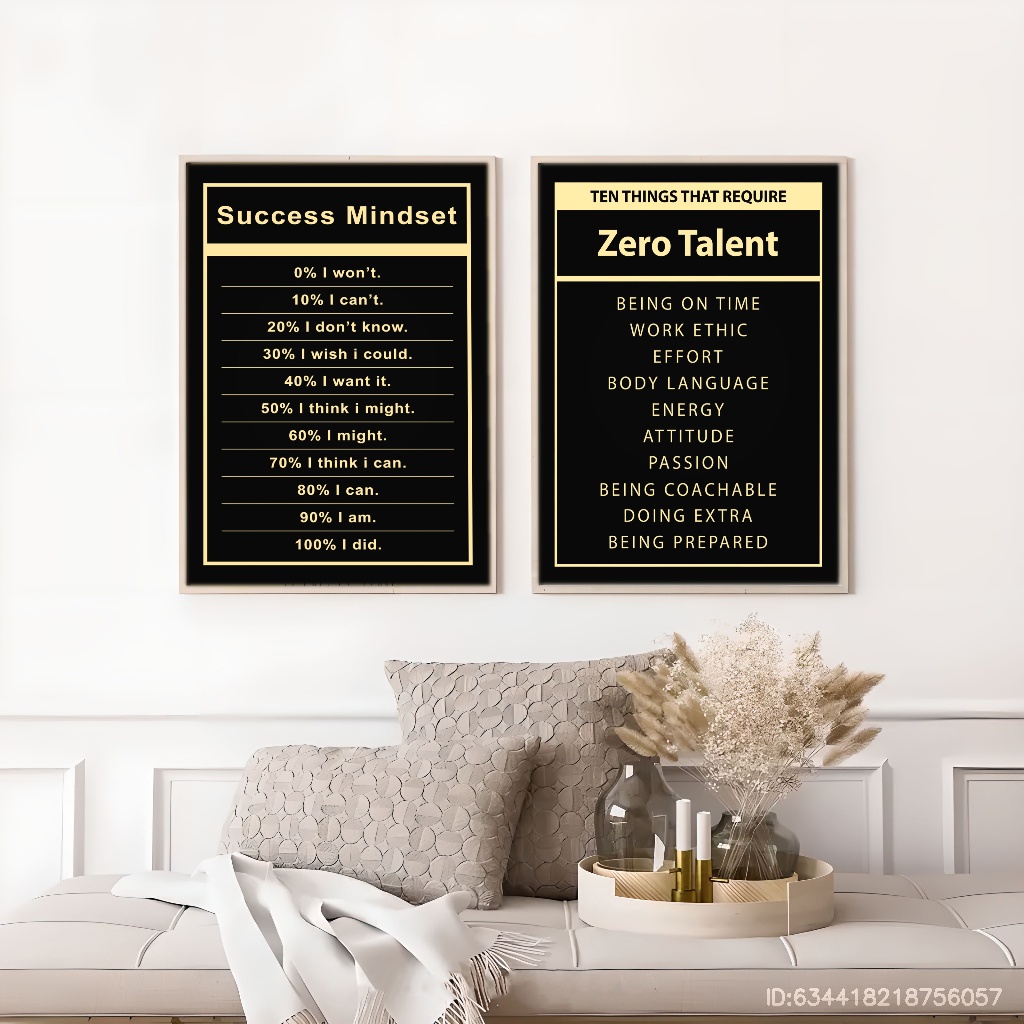 Success Mindset
0% I won't.
10% I can't.
20% I don't know.
30% I wish i could.
40% I want it.
50% I think i might.
60% I might.
70% I think i can.
80% I can.
90% I am.
100% I did.
TEN THINGS THAT REQUIRE
Zero Talent
BEING ON TIME
WORK ETHIC
EFFORT
BODY LANGUAGE
ENERGY
ATTITUDE
PASSION
BEING COACHABLE
DOING EXTRA
BEING PREPARED
ID:634418218756057